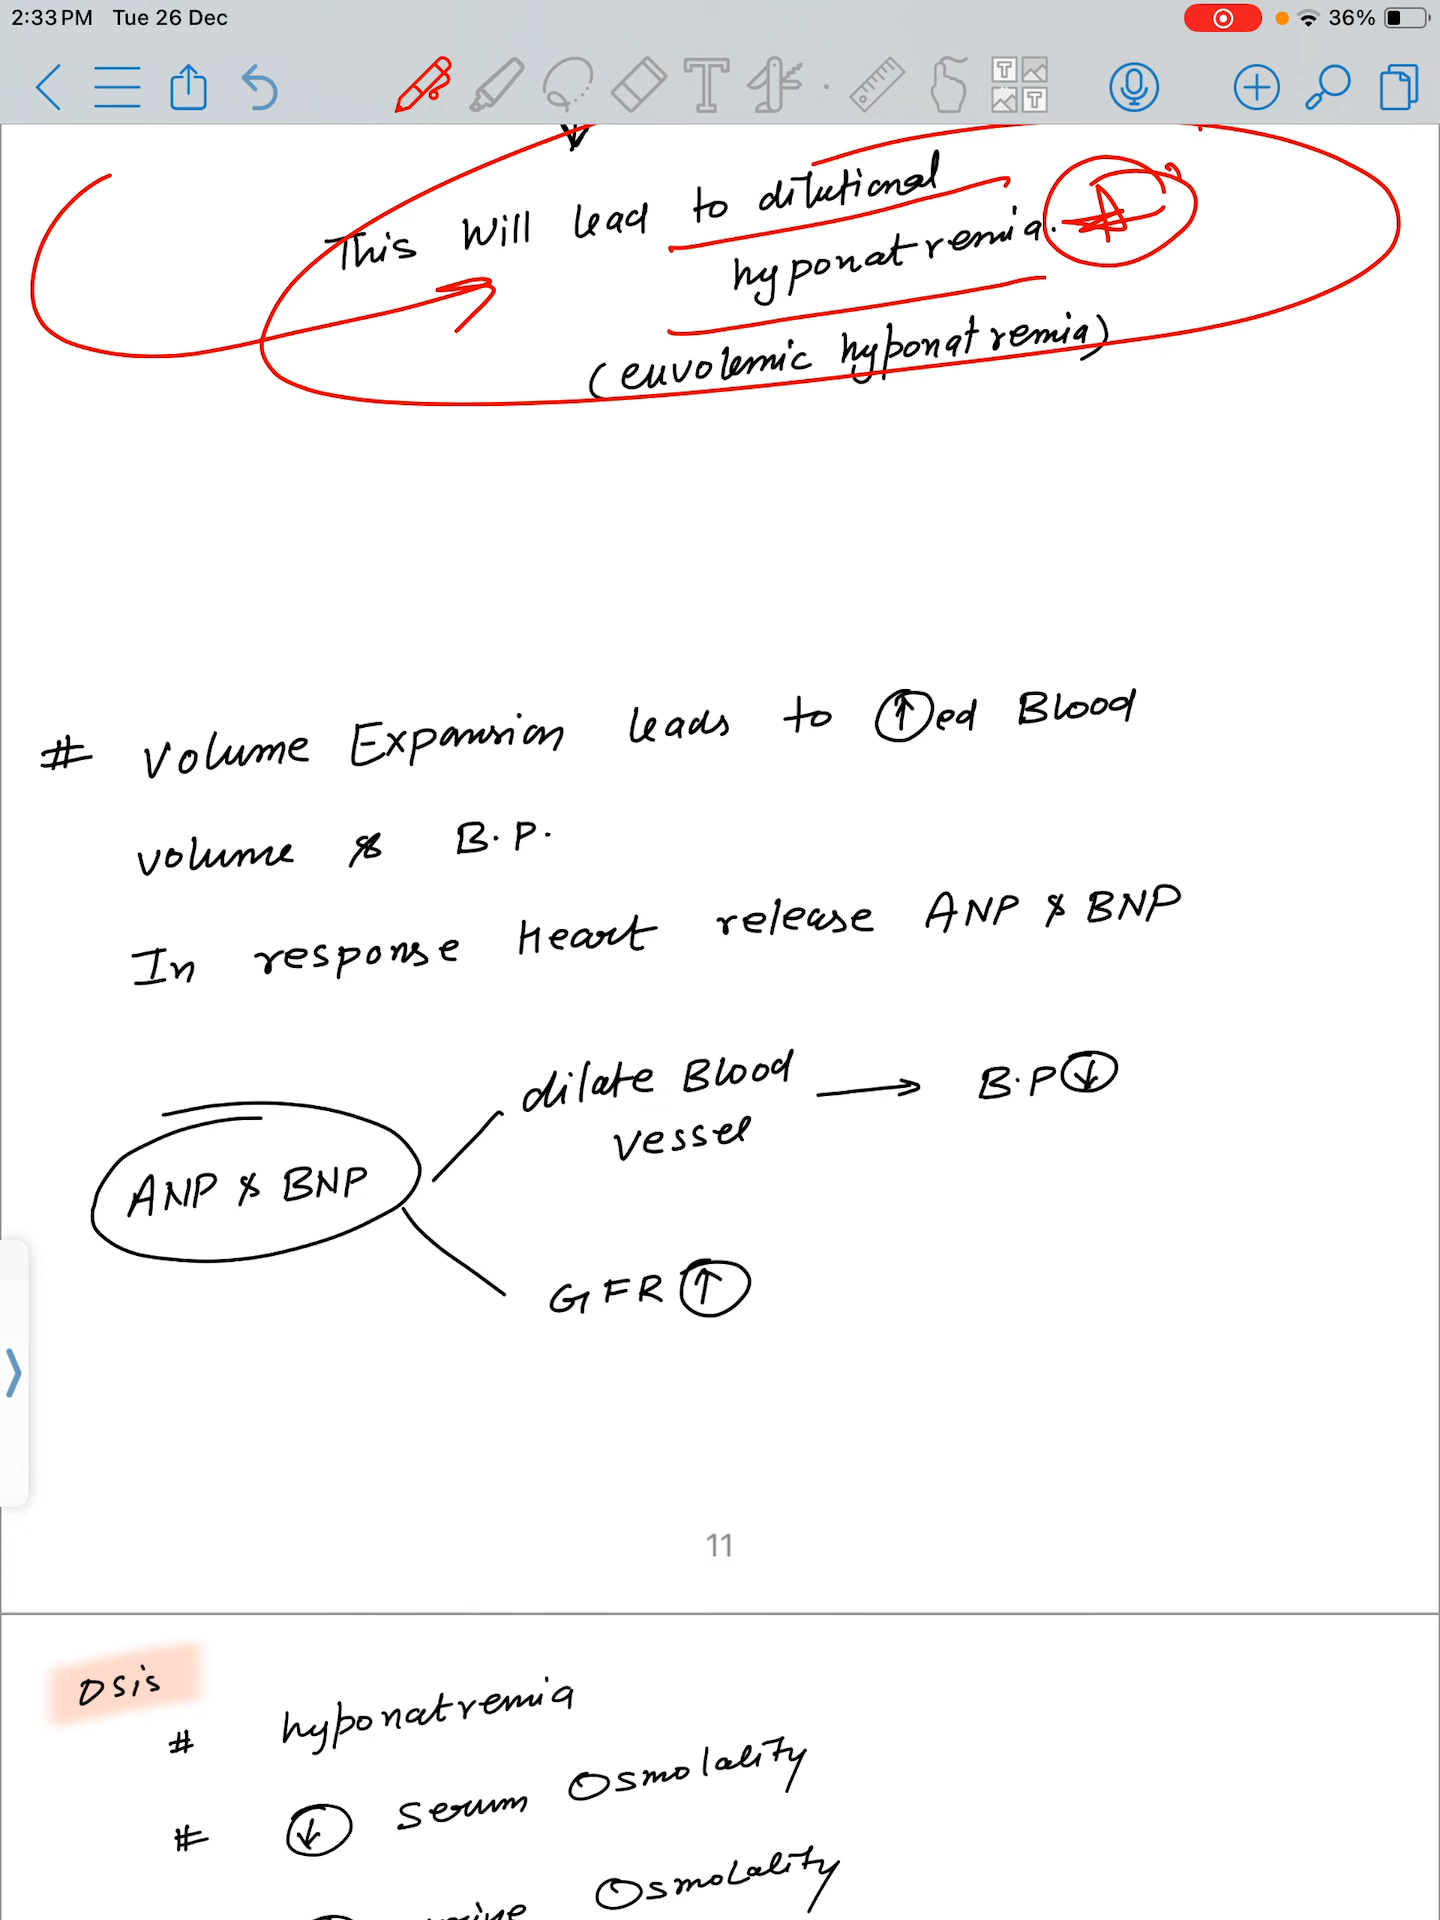 2:33 PM Tue 26 Dec 36%
This will lead to dilutional
hyponatremia.
(euvolemic hyponatremia)
# Volume Expansion leads to ↑ed Blood
volume & B.P.
In response Heart release ANP & BNP
dilate Blood → B.P ↓
vessel
ANP & BNP
GFR ↑
11
osis
# hyponatremia
# ↓ serum Osmolality
Osmolality